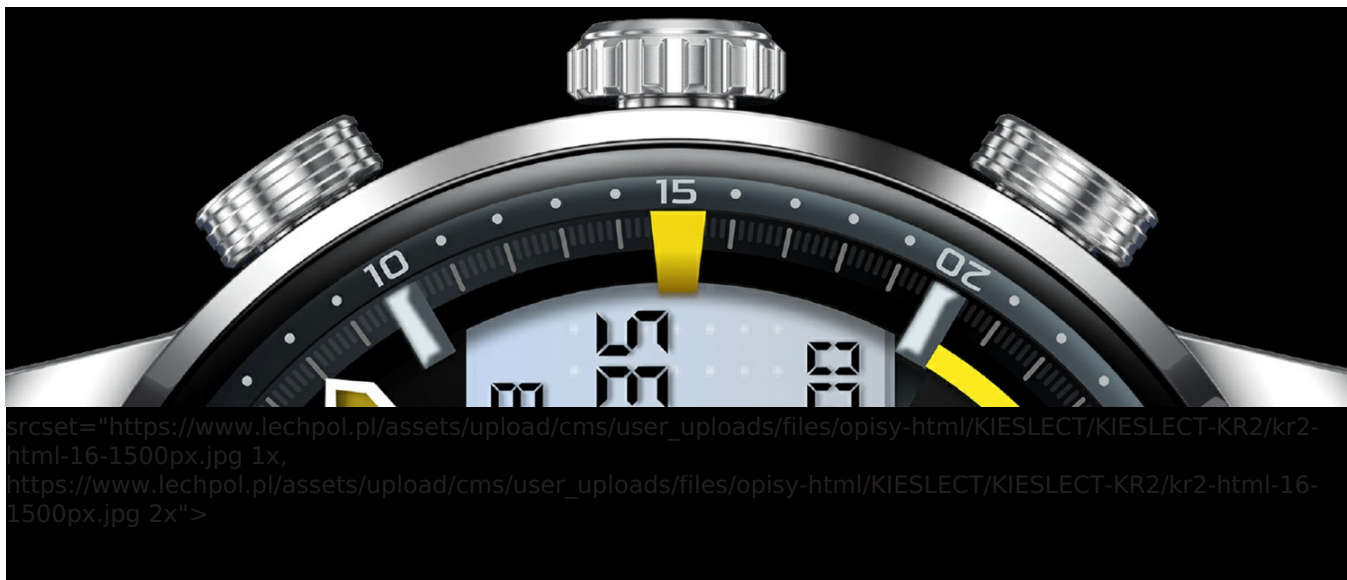 15
10
20
srcset="https://www.lechpol.pl/assets/upload/cms/user_uploads/files/opisy-html/KIESLECT/KIESLECT-KR2/kr2-
html-16-1500px.jpg 1x,
https://www.lechpol.pl/assets/upload/cms/user_uploads/files/opisy-html/KIESLECT/KIESLECT-KR2/kr2-html-16-
1500px.jpg 2x">